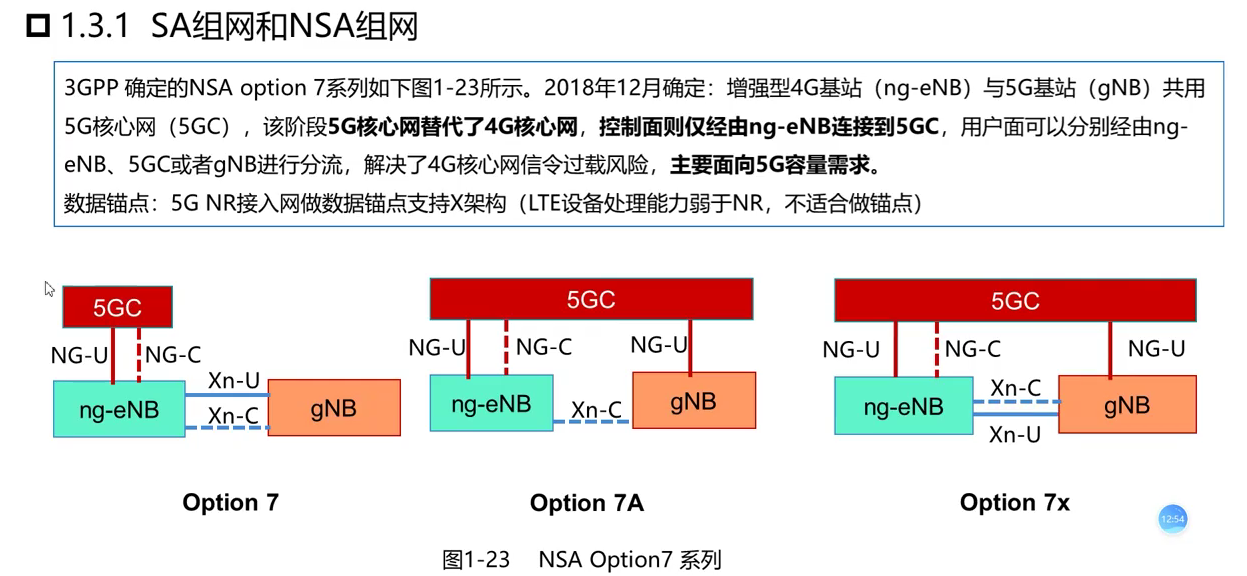 1.3.1 SA组网和NSA组网
3GPP 确定的NSA option 7系列如下图1-23所示。2018年12月确定：增强型4G基站（ng-eNB）与5G基站（gNB）共用
5G核心网（5GC），该阶段5G核心网替代了4G核心网，控制面则仅经由ng-eNB连接到5GC，用户面可以分别经由ng-
eNB、5GC或者gNB进行分流，解决了4G核心网信令过载风险，主要面向5G容量需求。
数据锚点：5G NR接入网做数据锚点支持X架构（LTE设备处理能力弱于NR，不适合做锚点）
5GC
NG-U
NG-C
Xn-U
ng-eNB
Xn-C
gNB
Option 7
5GC
NG-U
NG-C
NG-U
ng-eNB
Xn-C
gNB
Option 7A
5GC
NG-U
NG-C
NG-U
Xn-C
ng-eNB
gNB
Xn-U
Option 7x
12:54
图1-23 NSA Option7 系列